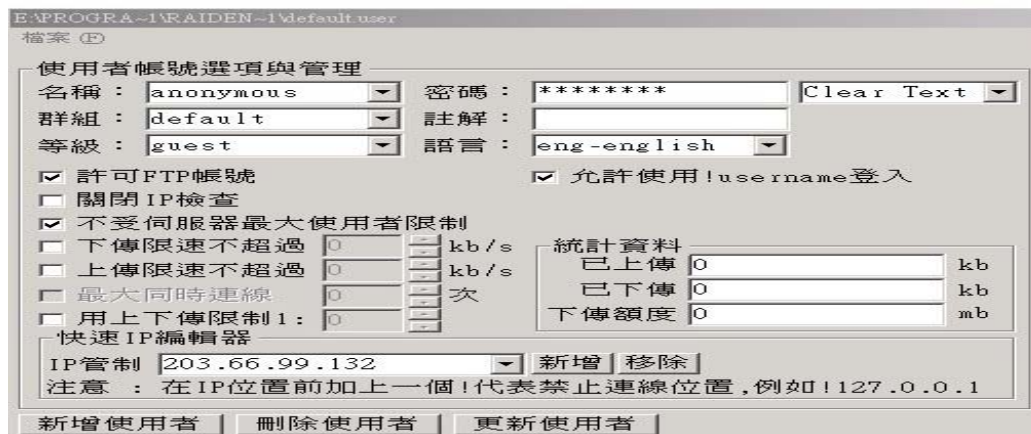 E:\PROGRA~1\RAIDEN~1\default.user
檔案(F)
使用者帳號選項與管理
名稱： anonymous 密碼： ******** Clear Text
群組： default 註解：
等級： guest 語言： eng-english
許可FTP帳號 允許使用!username登入
關閉IP檢查
不受伺服器最大使用者限制
下傳限速不超過 0 kb/s 統計資料
上傳限速不超過 0 kb/s 已上傳 0 kb
最大同時連線 0 次 已下傳 0 kb
用上下傳限制1: 0 下傳額度 0 mb
快速IP編輯器
IP管制 203.66.99.132 新增 移除
注意 : 在IP位置前加上一個!代表禁止連線位置,例如!127.0.0.1
新增使用者 刪除使用者 更新使用者